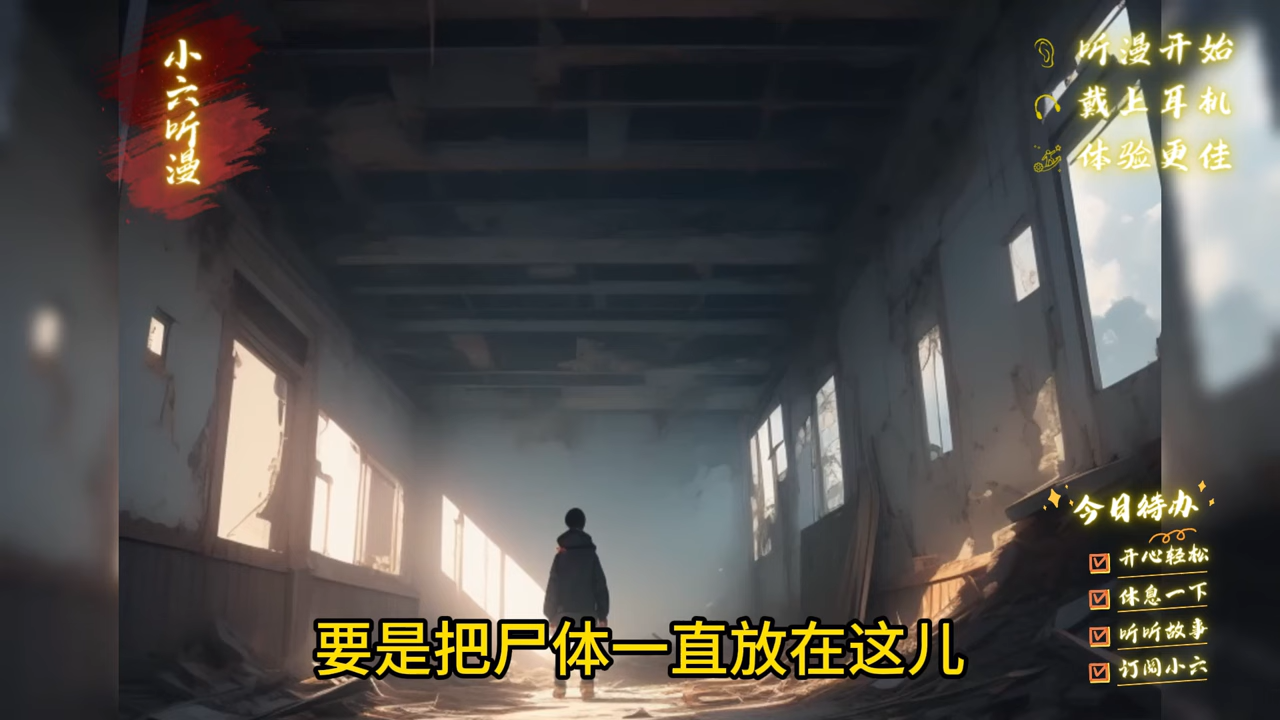 小六听漫
听漫开始
戴上耳机
体验更佳
今日待办
开心轻松
休息一下
听听故事
订阅小六
要是把尸体一直放在这儿